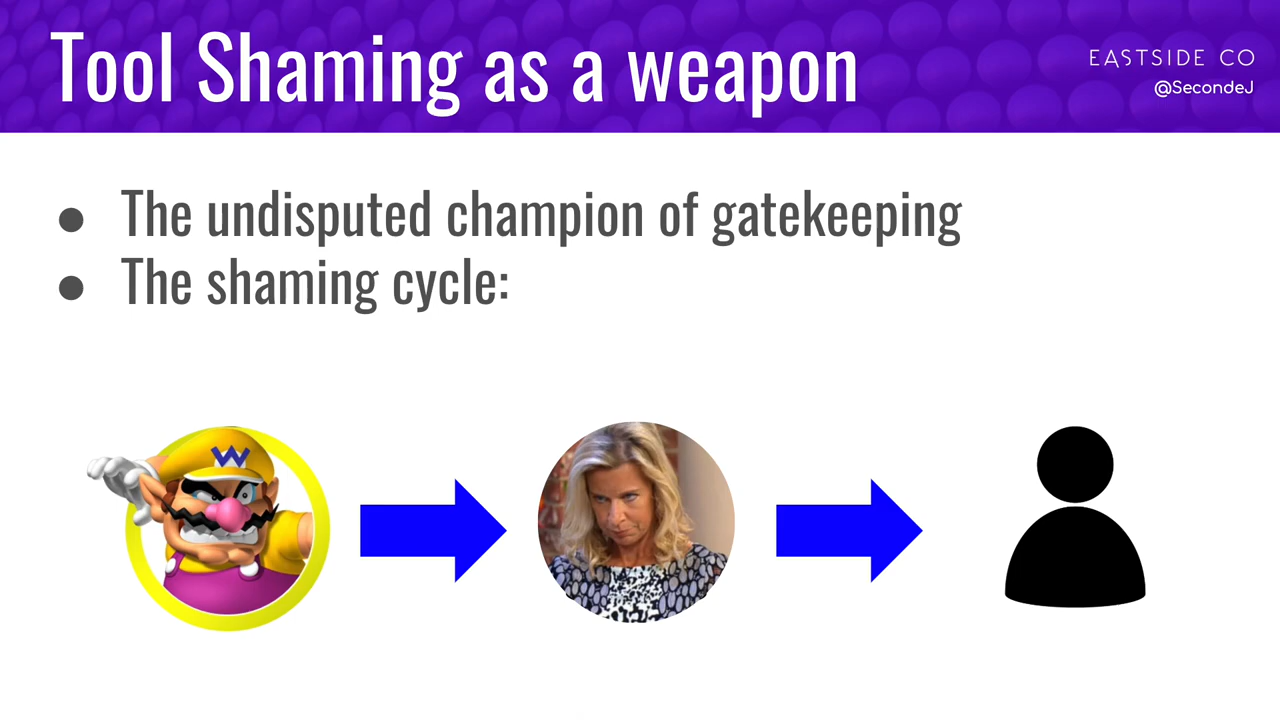 Tool Shaming as a weapon
EASTSIDE CO
@SecondeJ
● The undisputed champion of gatekeeping
● The shaming cycle:
W